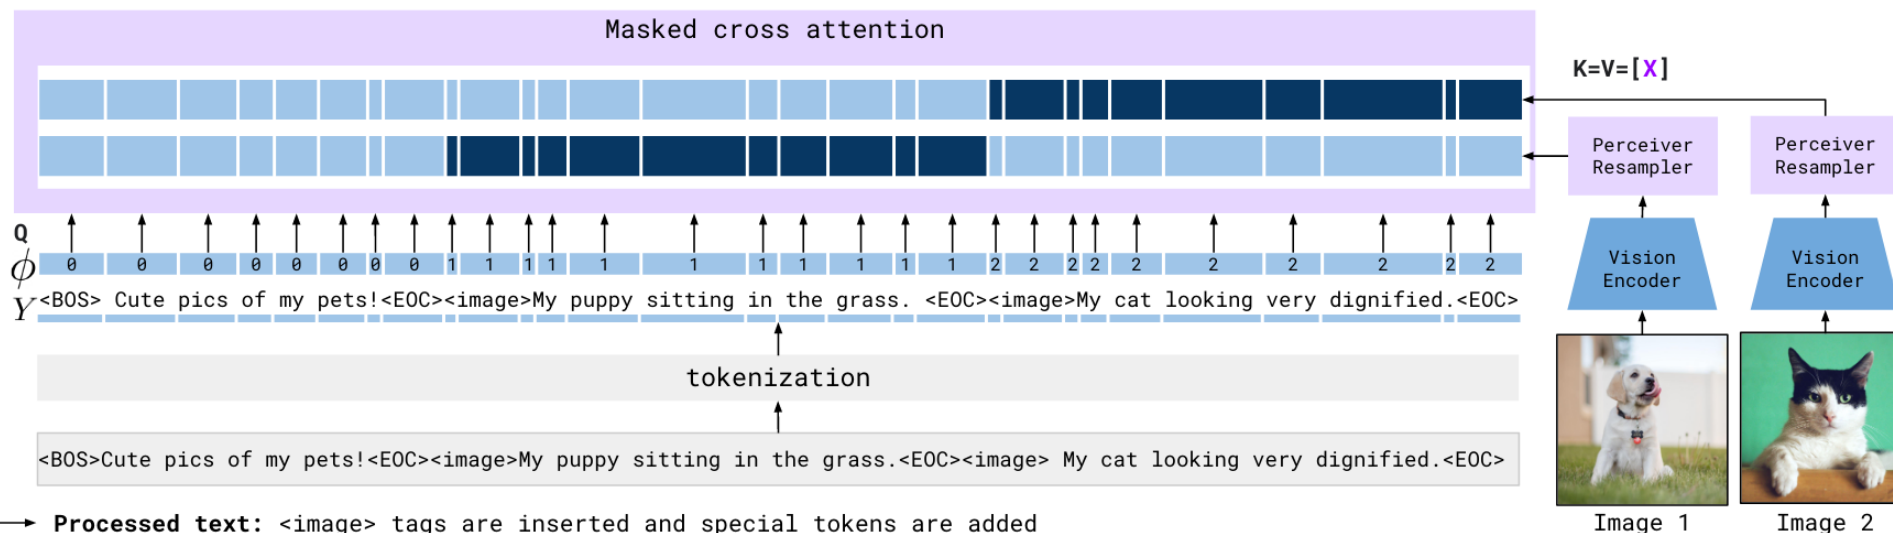 Masked cross attention
K=V=[X]
Perceiver Resampler
Perceiver Resampler
Q
ϕ 0 0 0 0 0 0 0 0 1 1 1 1 1 1 1 1 1 1 1 2 2 2 2 2 2 2 2 2 2
Vision Encoder
Vision Encoder
Y <BOS> Cute pics of my pets!<EOC><image>My puppy sitting in the grass. <EOC><image>My cat looking very dignified.<EOC>
tokenization
<BOS>Cute pics of my pets!<EOC><image>My puppy sitting in the grass.<EOC><image> My cat looking very dignified.<EOC>
Processed text: <image> tags are inserted and special tokens are added
Image 1
Image 2